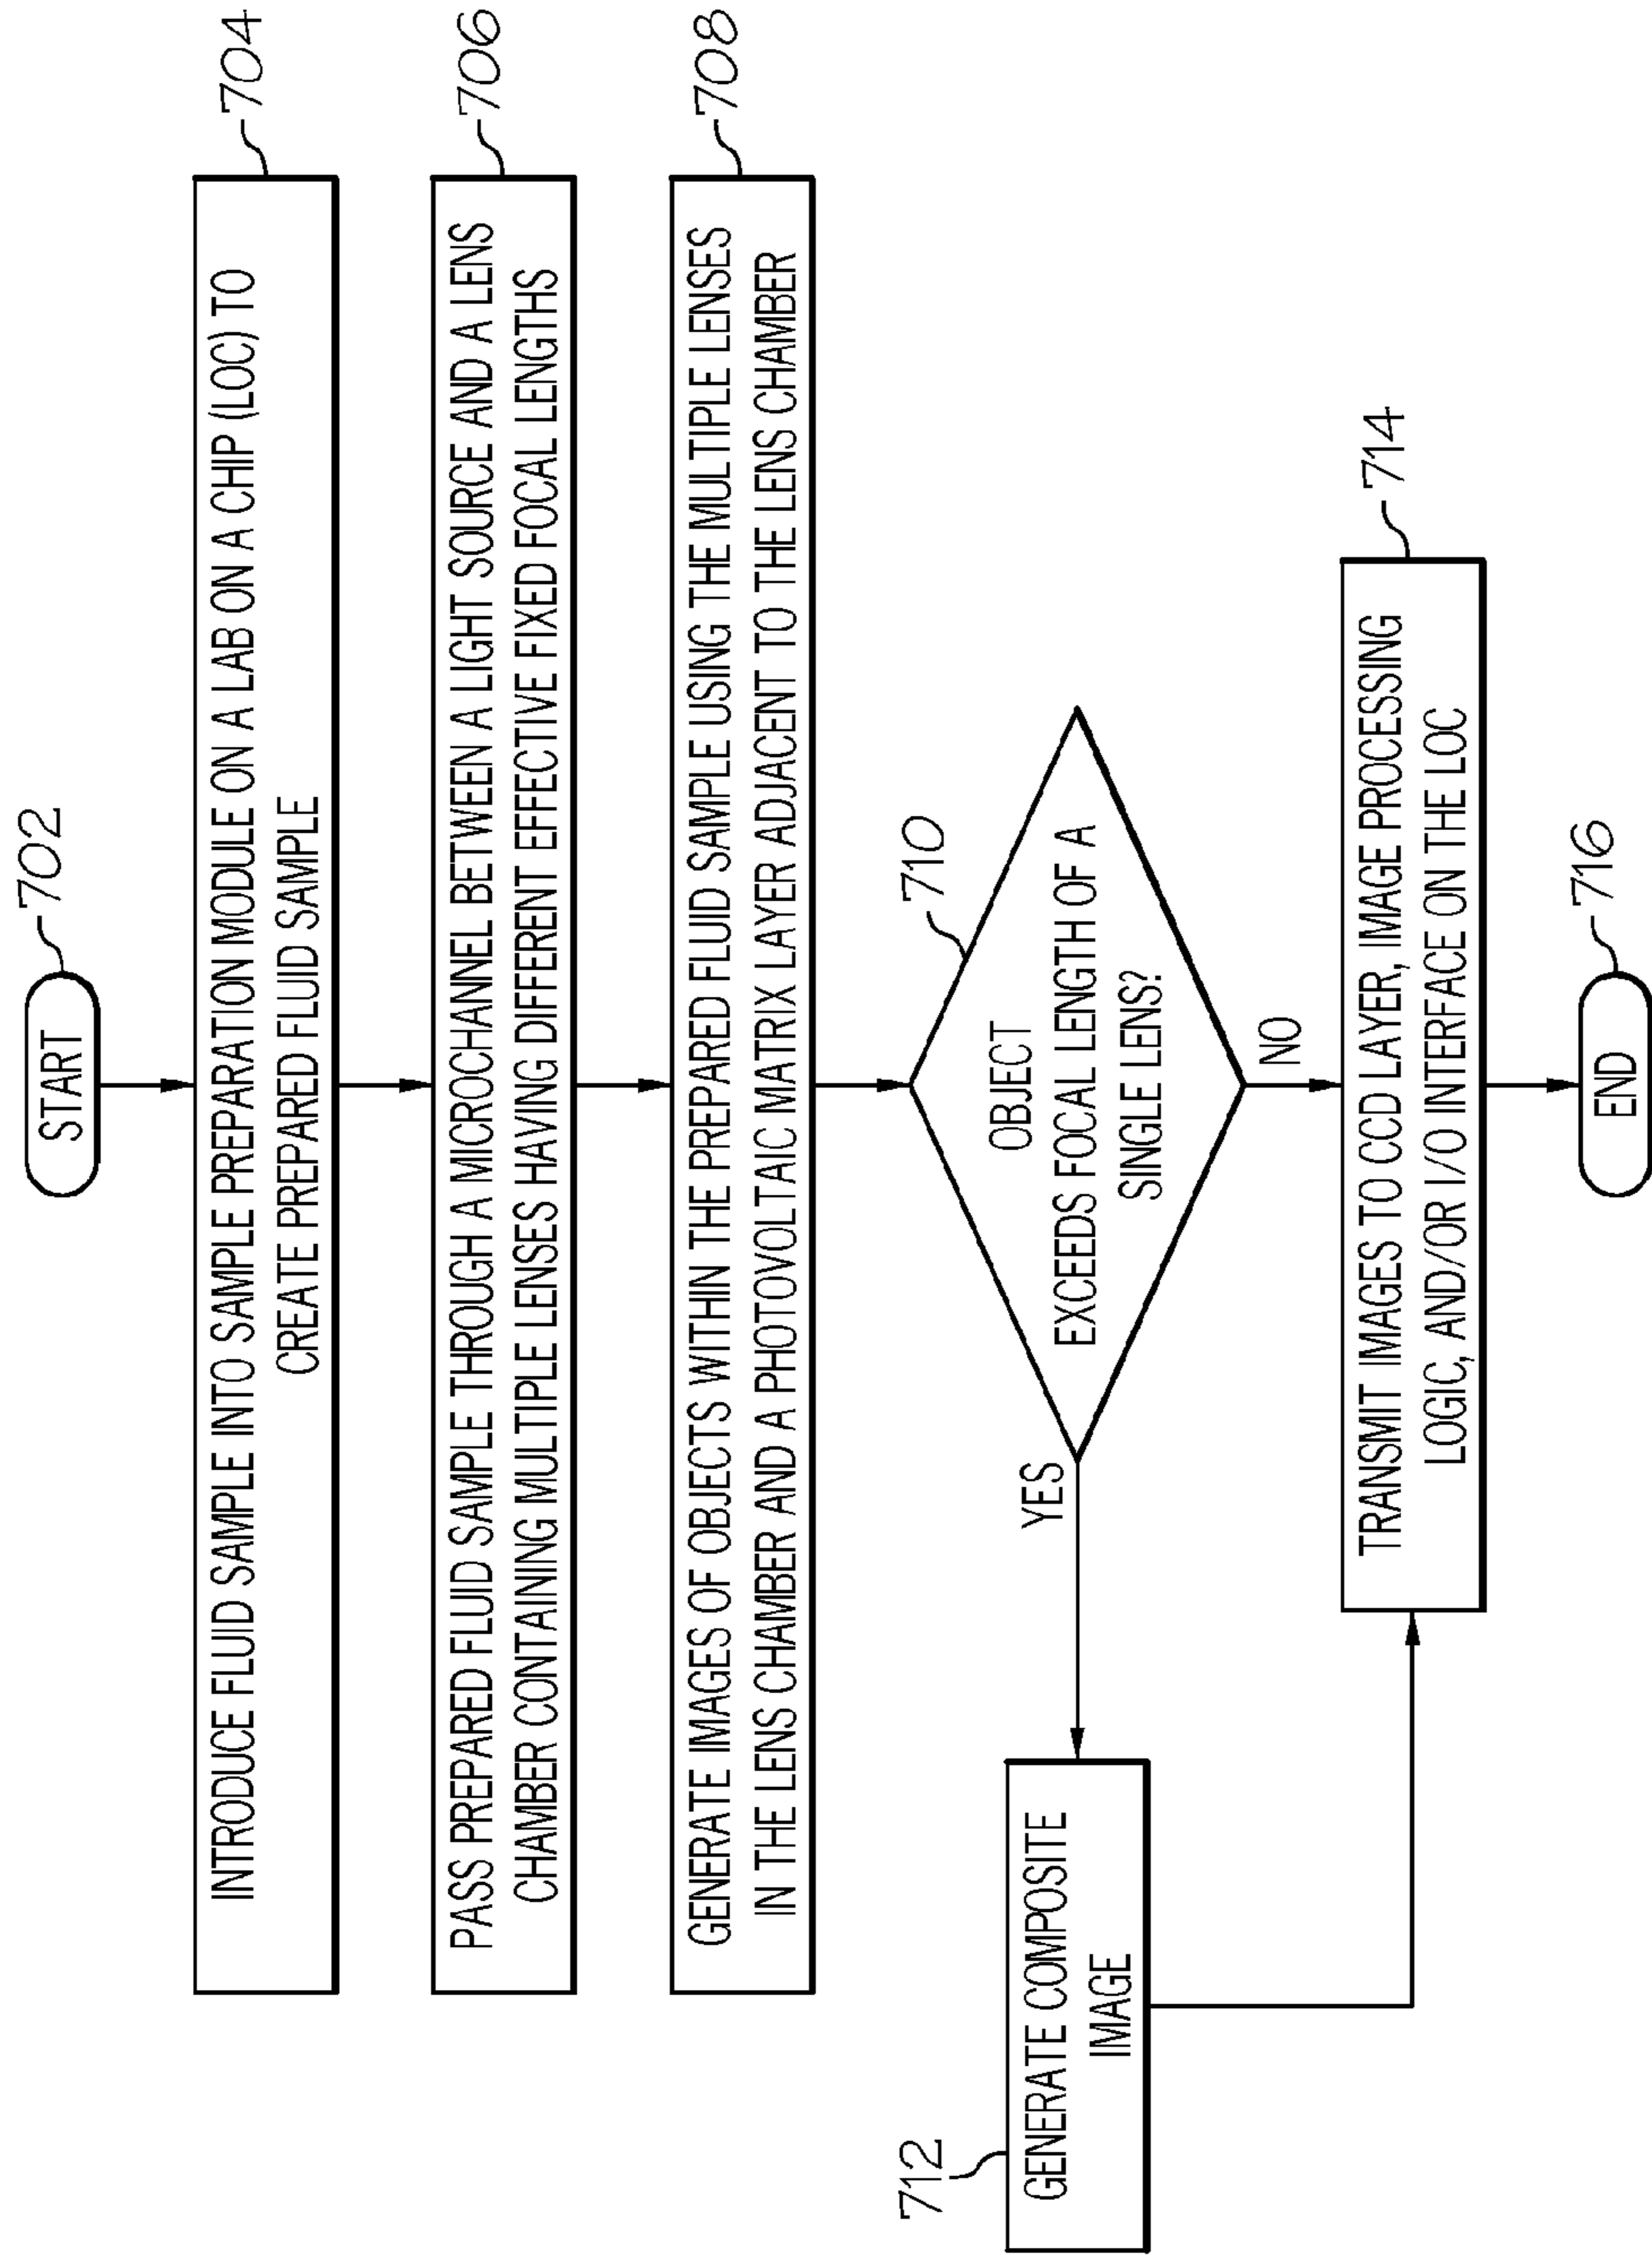 START
702
INTRODUCE FLUID SAMPLE INTO SAMPLE PREPARATION MODULE ON A LAB ON A CHIP (LOC) TO
CREATE PREPARED FLUID SAMPLE
704
PASS PREPARED FLUID SAMPLE THROUGH A MICROCHANNEL BETWEEN A LIGHT SOURCE AND A LENS
CHAMBER CONTAINING MULTIPLE LENSES HAVING DIFFERENT EFFECTIVE FIXED FOCAL LENGTHS
706
GENERATE IMAGES OF OBJECTS WITHIN THE PREPARED FLUID SAMPLE USING THE MULTIPLE LENSES
IN THE LENS CHAMBER AND A PHOTOVOLTAIC MATRIX LAYER ADJACENT TO THE LENS CHAMBER
708
OBJECT
EXCEEDS FOCAL LENGTH OF A
SINGLE LENS?
710
YES
NO
712
GENERATE COMPOSITE
IMAGE
TRANSMIT IMAGES TO CCD LAYER, IMAGE PROCESSING
LOGIC, AND/OR I/O INTERFACE ON THE LOC
714
END
716